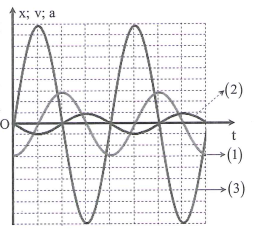 x; v; a
(2)
O
t
(1)
(3)